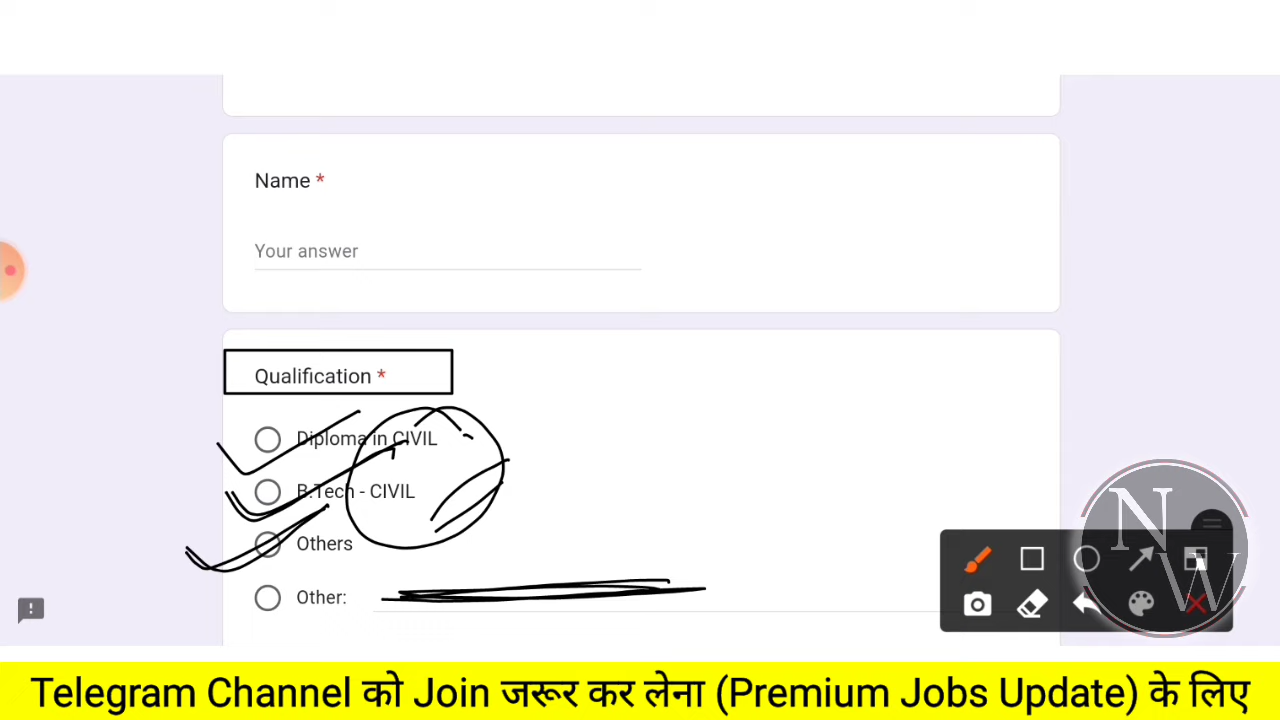 Name *
Your answer
Qualification *
Diploma in CIVIL
B.Tech - CIVIL
Others
Other:
N
W
Telegram Channel को Join जरूर कर लेना (Premium Jobs Update) के लिए